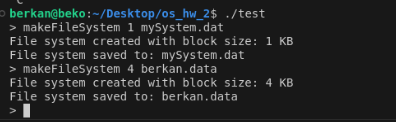 berkan@beko:~/Desktop/os_hw_2$ ./test
> makeFileSystem 1 mySystem.dat
File system created with block size: 1 KB
File system saved to: mySystem.dat
> makeFileSystem 4 berkan.data
File system created with block size: 4 KB
File system saved to: berkan.data
>